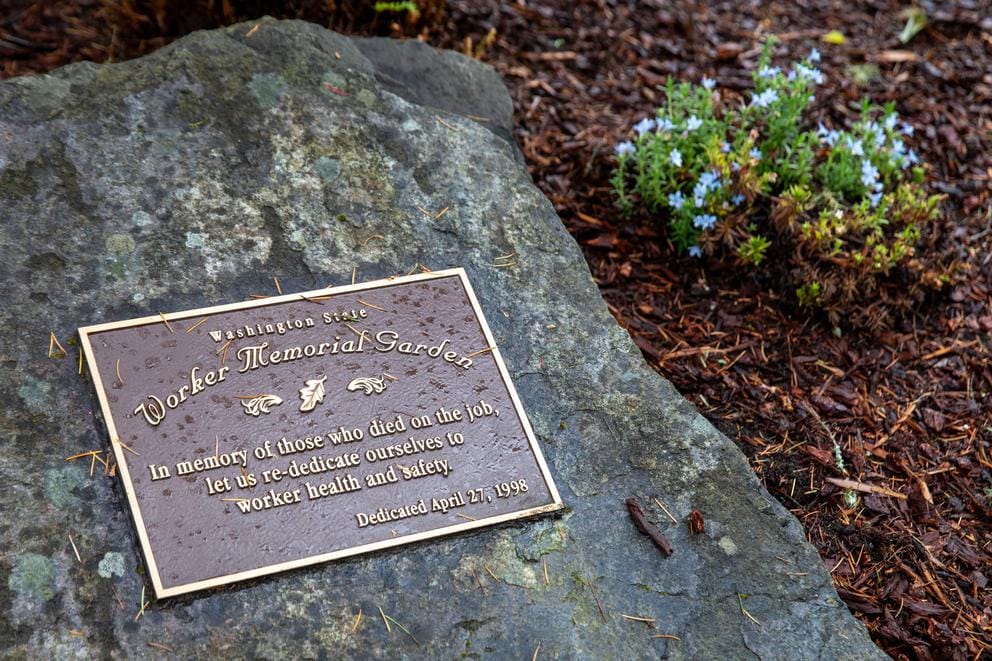 Washington State
Worker Memorial Garden
In memory of those who died on the job,
let us re-dedicate ourselves to
worker health and safety.
Dedicated April 27, 1998